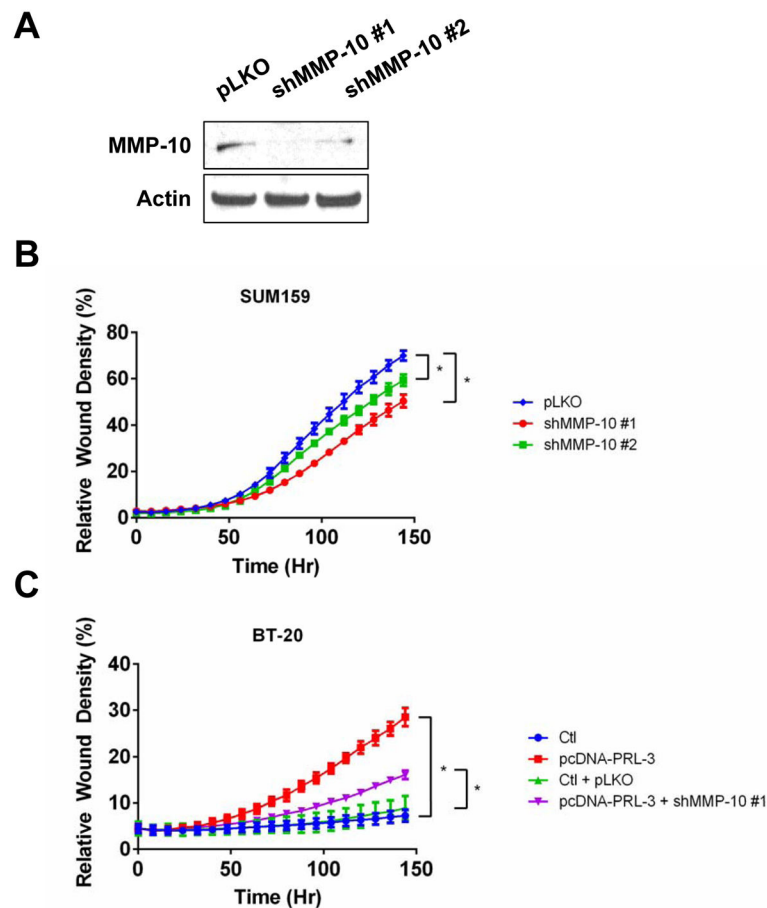 A
pLKO
shMMP-10 #1
shMMP-10 #2
MMP-10
Actin
B
SUM159
Relative Wound Density (%)
80
60
40
20
0
0 50 100 150
Time (Hr)
*
*
pLKO
shMMP-10 #1
shMMP-10 #2
C
BT-20
Relative Wound Density (%)
40
30
20
10
0
0 50 100 150
Time (Hr)
*
*
Ctl
pcDNA-PRL-3
Ctl + pLKO
pcDNA-PRL-3 + shMMP-10 #1